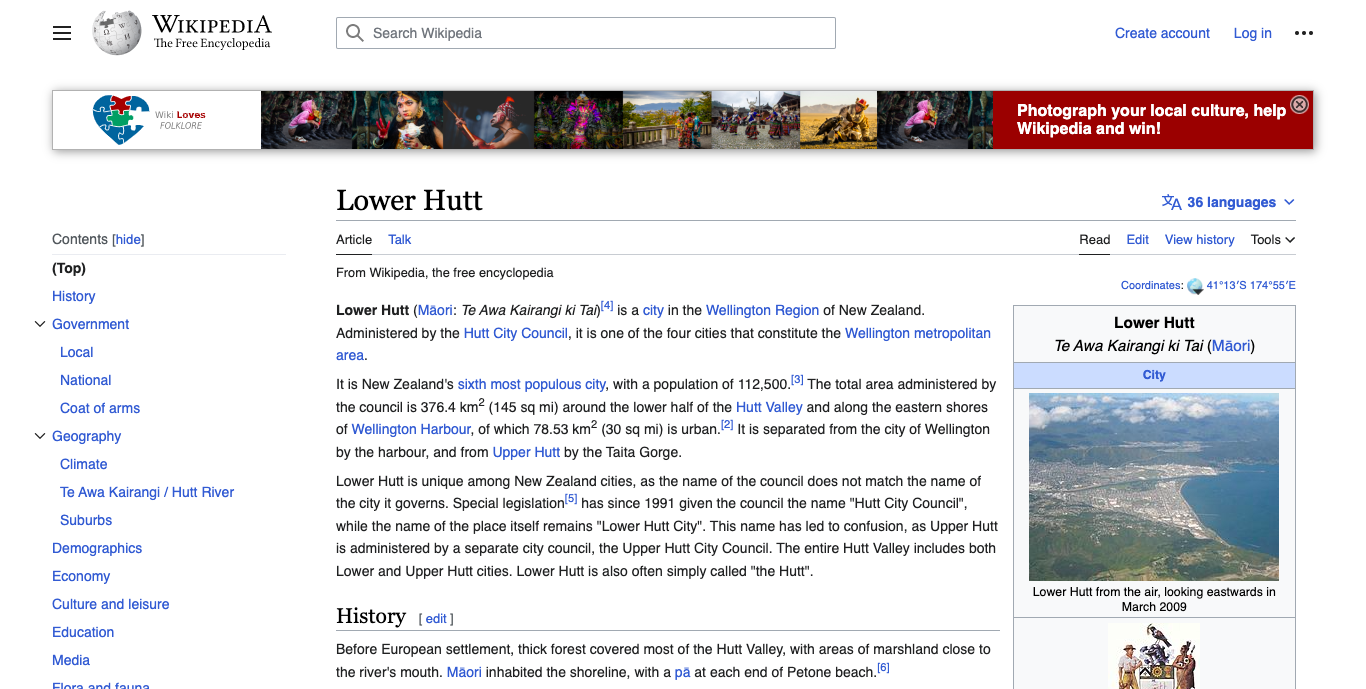 WIKIPEDIA
The Free Encyclopedia
Search Wikipedia
Create account
Log in
Wiki Loves
FOLKLORE
Photograph your local culture, help
Wikipedia and win!
Lower Hutt
36 languages
Contents [hide]
(Top)
History
Government
Local
National
Coat of arms
Geography
Climate
Te Awa Kairangi / Hutt River
Suburbs
Demographics
Economy
Culture and leisure
Education
Media
Flora and fauna
Article
Talk
Read
Edit
View history
Tools
From Wikipedia, the free encyclopedia
Coordinates: 41°13′S 174°55′E
Lower Hutt (Māori: Te Awa Kairangi ki Tai)[4] is a city in the Wellington Region of New Zealand.
Administered by the Hutt City Council, it is one of the four cities that constitute the Wellington metropolitan
area.
It is New Zealand's sixth most populous city, with a population of 112,500.[3] The total area administered by
the council is 376.4 km2 (145 sq mi) around the lower half of the Hutt Valley and along the eastern shores
of Wellington Harbour, of which 78.53 km2 (30 sq mi) is urban.[2] It is separated from the city of Wellington
by the harbour, and from Upper Hutt by the Taita Gorge.
Lower Hutt is unique among New Zealand cities, as the name of the council does not match the name of
the city it governs. Special legislation[5] has since 1991 given the council the name "Hutt City Council",
while the name of the place itself remains "Lower Hutt City". This name has led to confusion, as Upper Hutt
is administered by a separate city council, the Upper Hutt City Council. The entire Hutt Valley includes both
Lower and Upper Hutt cities. Lower Hutt is also often simply called "the Hutt".
History [ edit ]
Before European settlement, thick forest covered most of the Hutt Valley, with areas of marshland close to
the river's mouth. Māori inhabited the shoreline, with a pā at each end of Petone beach.[6]
Lower Hutt
Te Awa Kairangi ki Tai (Māori)
City
Lower Hutt from the air, looking eastwards in
March 2009